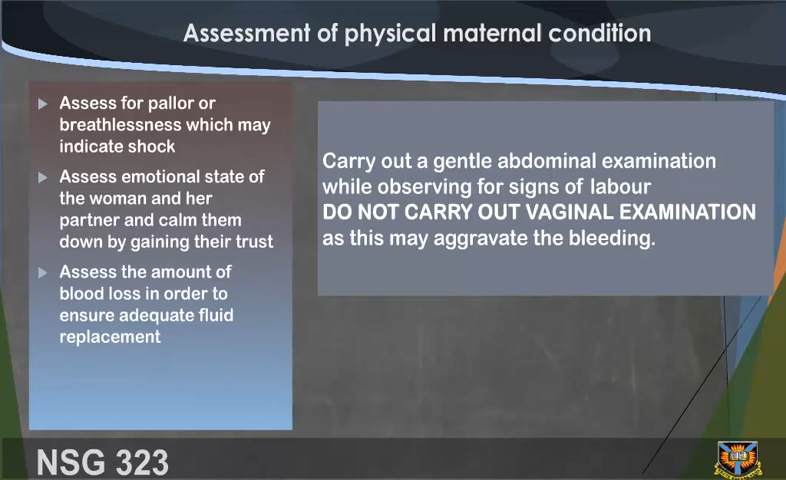 Assessment of physical maternal condition
Assess for pallor or
breathlessness which may
indicate shock
Assess emotional state of
the woman and her
partner and calm them
down by gaining their trust
Assess the amount of
blood loss in order to
ensure adequate fluid
replacement
Carry out a gentle abdominal examination
while observing for signs of labour
DO NOT CARRY OUT VAGINAL EXAMINATION
as this may aggravate the bleeding.
NSG 323